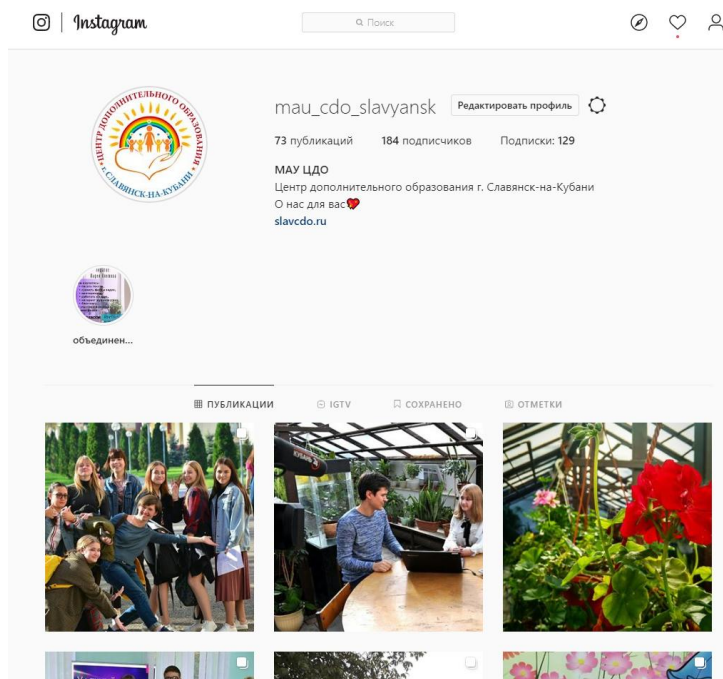 Instagram
Поиск
mau_cdo_slavyansk Редактировать профиль
73 публикаций 184 подписчиков Подписки: 129
МАУ ЦДО
Центр дополнительного образования г. Славянск-на-Кубани
О нас для вас
slavcdo.ru
ЦЕНТР ДОПОЛНИТЕЛЬНОГО ОБРАЗОВАНИЯ
г. СЛАВЯНСК-НА-КУБАНИ
объединен...
ПУБЛИКАЦИИ IGTV СОХРАНЕНО ОТМЕТКИ
КУБАНЬ